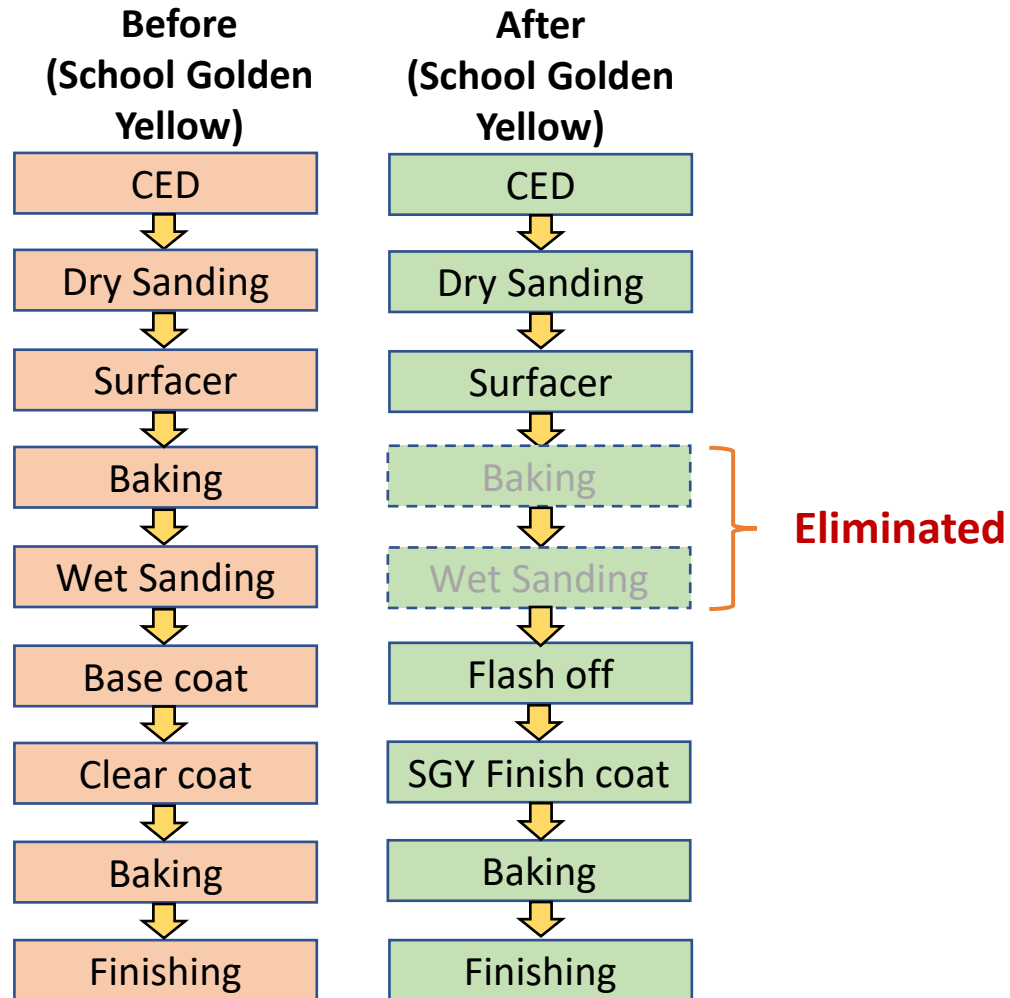 Before
(School Golden
Yellow)
CED
Dry Sanding
Surfacer
Baking
Wet Sanding
Base coat
Clear coat
Baking
Finishing
After
(School Golden
Yellow)
CED
Dry Sanding
Surfacer
Baking
Wet Sanding
Flash off
SGY Finish coat
Baking
Finishing
Eliminated